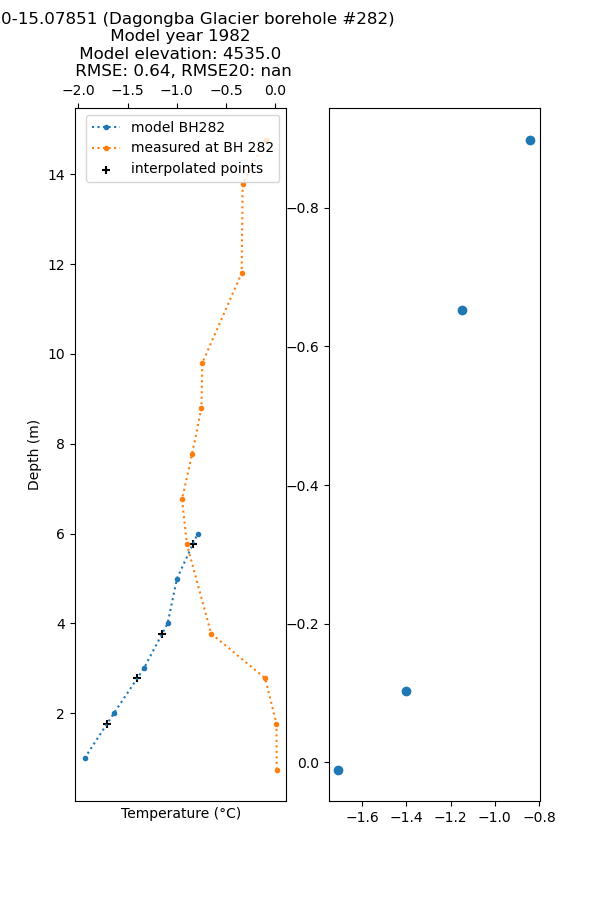 0-15.07851 (Dagongba Glacier borehole #282)
Model year 1982
Model elevation: 4535.0
RMSE: 0.64, RMSE20: nan
−2.0 −1.5 −1.0 −0.5 0.0
model BH282
measured at BH 282
interpolated points
14
12
10
8
6
4
2
Depth (m)
Temperature (°C)
−0.8
−0.6
−0.4
−0.2
0.0
−1.6 −1.4 −1.2 −1.0 −0.8